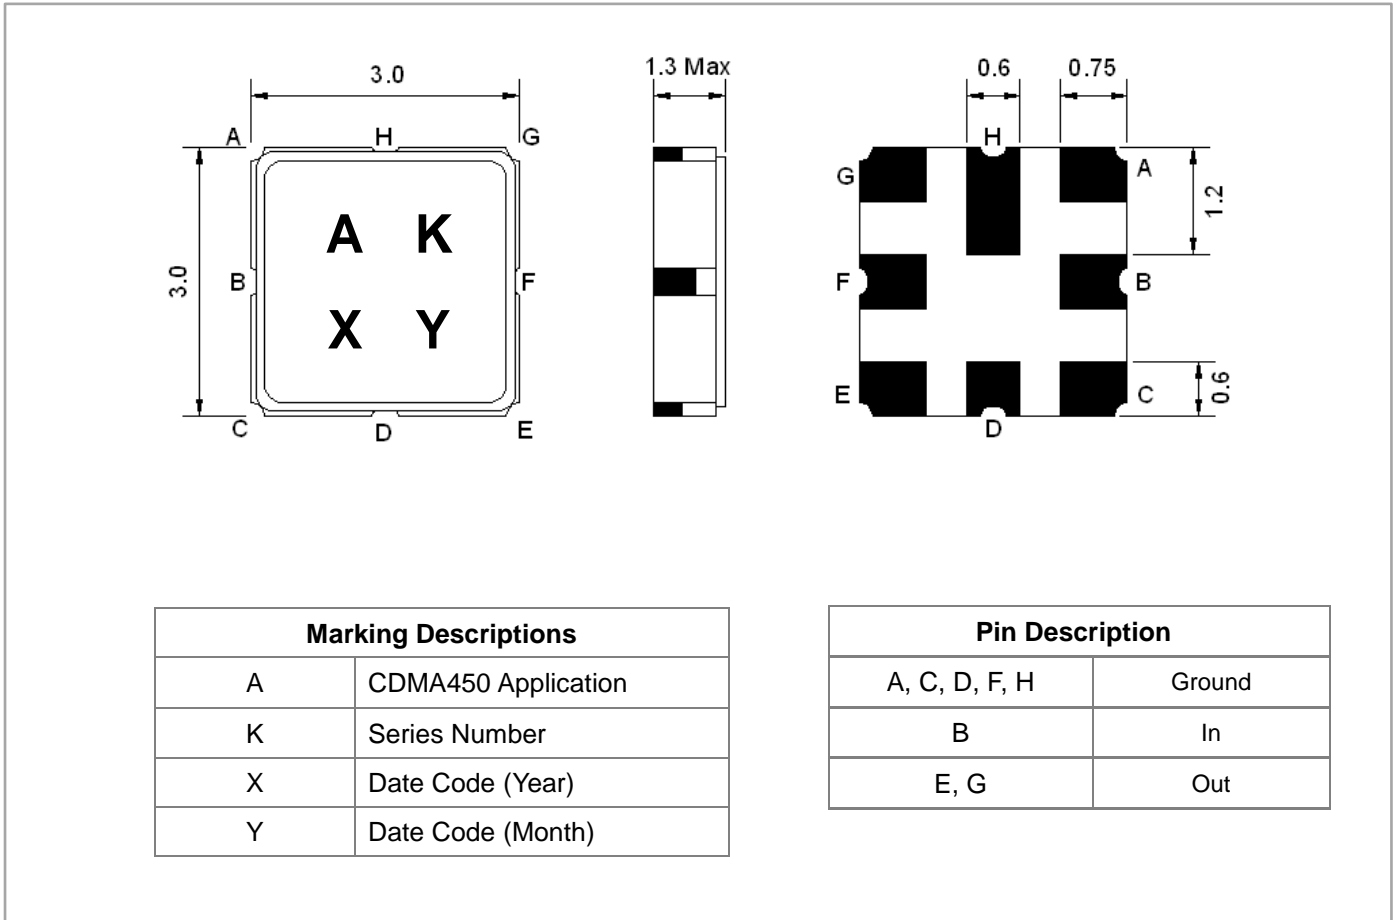 3.0
1.3 Max
0.6 0.75
A H G
H
G A
A K
1.2
3.0
B F
F B
X Y
E C
0.6
C D E
D
Marking Descriptions
A CDMA450 Application
K Series Number
X Date Code (Year)
Y Date Code (Month)
Pin Description
A, C, D, F, H Ground
B In
E, G Out